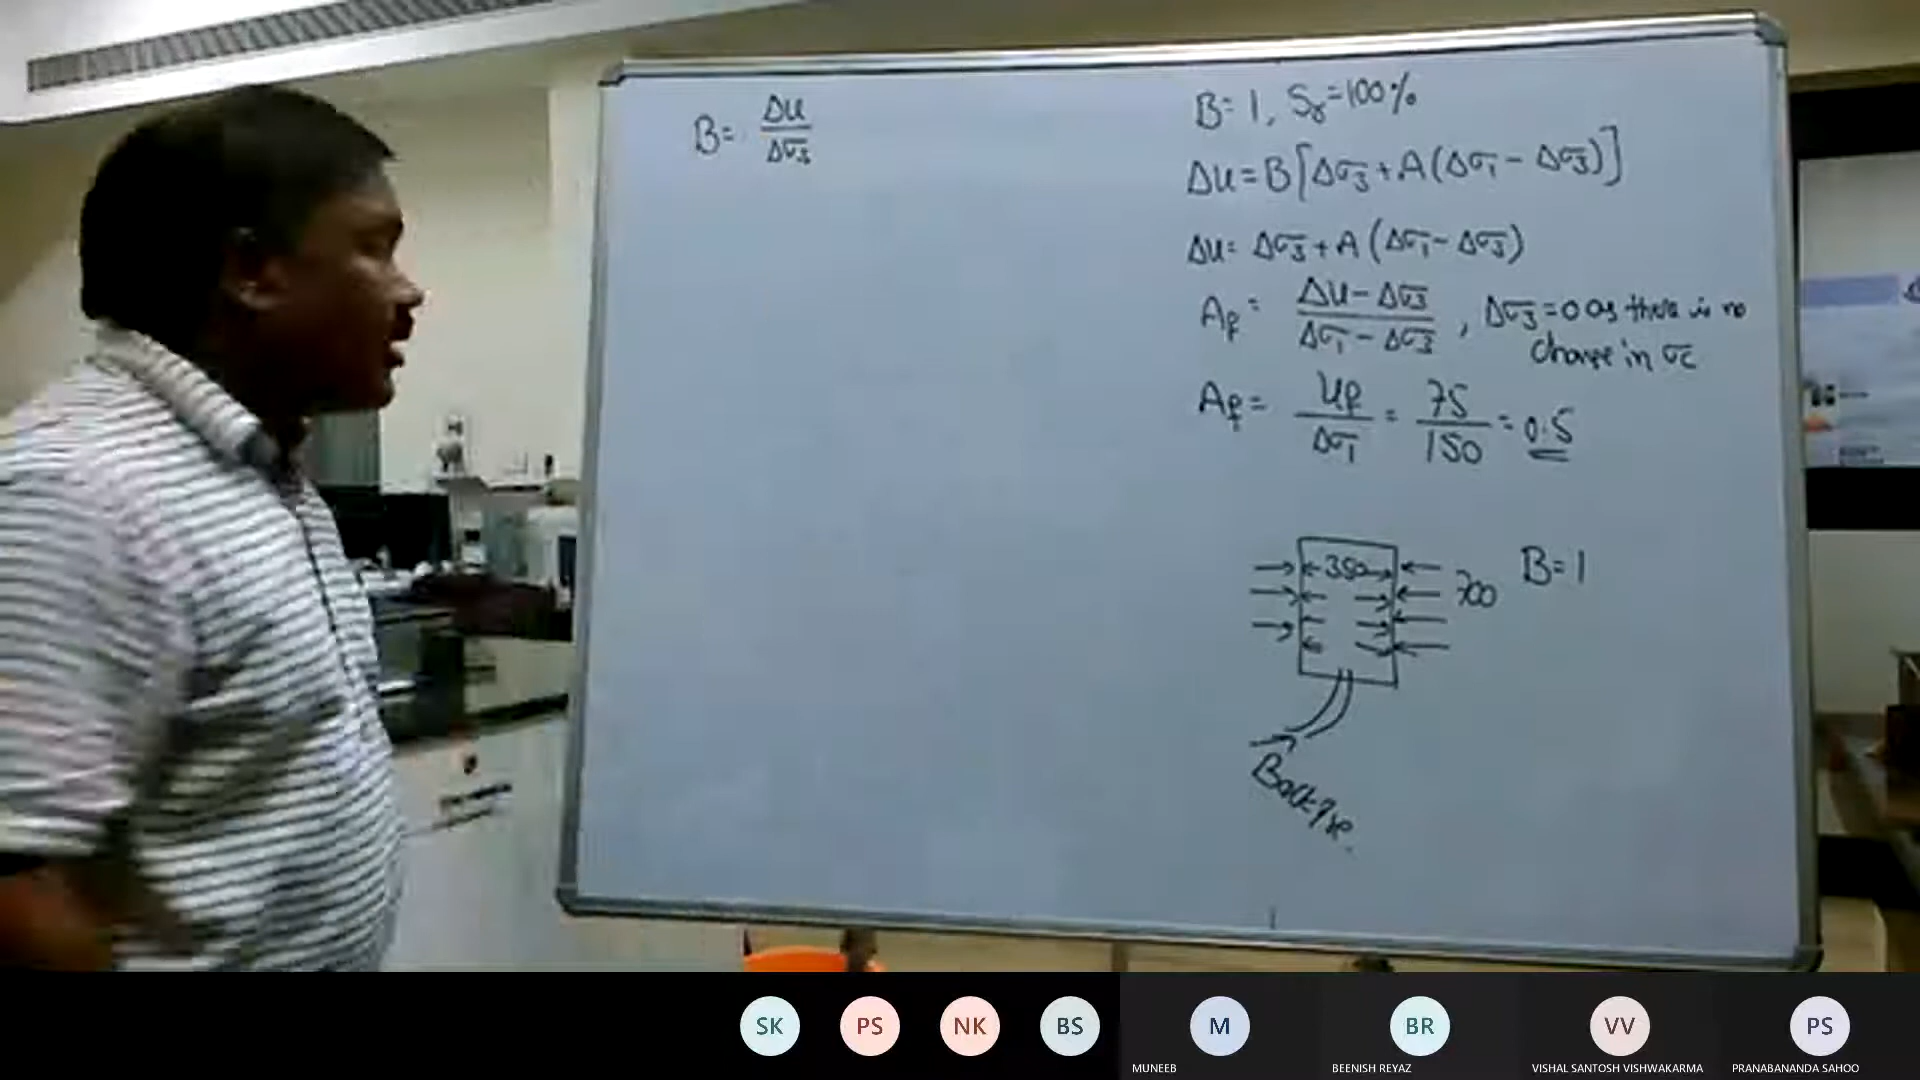 B = Δu / Δσ3
B = 1, Sr = 100%
Δu = B[Δσ3 + A(Δσ1 - Δσ3)]
Δu = Δσ3 + A(Δσ1 - Δσ3)
Af = (Δu - Δσ3) / (Δσ1 - Δσ3), Δσ3 = 0 as there is no
change in σc
Af = uf / Δσ1 = 75 / 150 = 0.5
350
B = 1
700
SK
PS
NK
BS
M
BR
VV
PS
MUNEEB
BEENISH REYAZ
VISHAL SANTOSH VISHWAKARMA
PRANABANANDA SAHOO